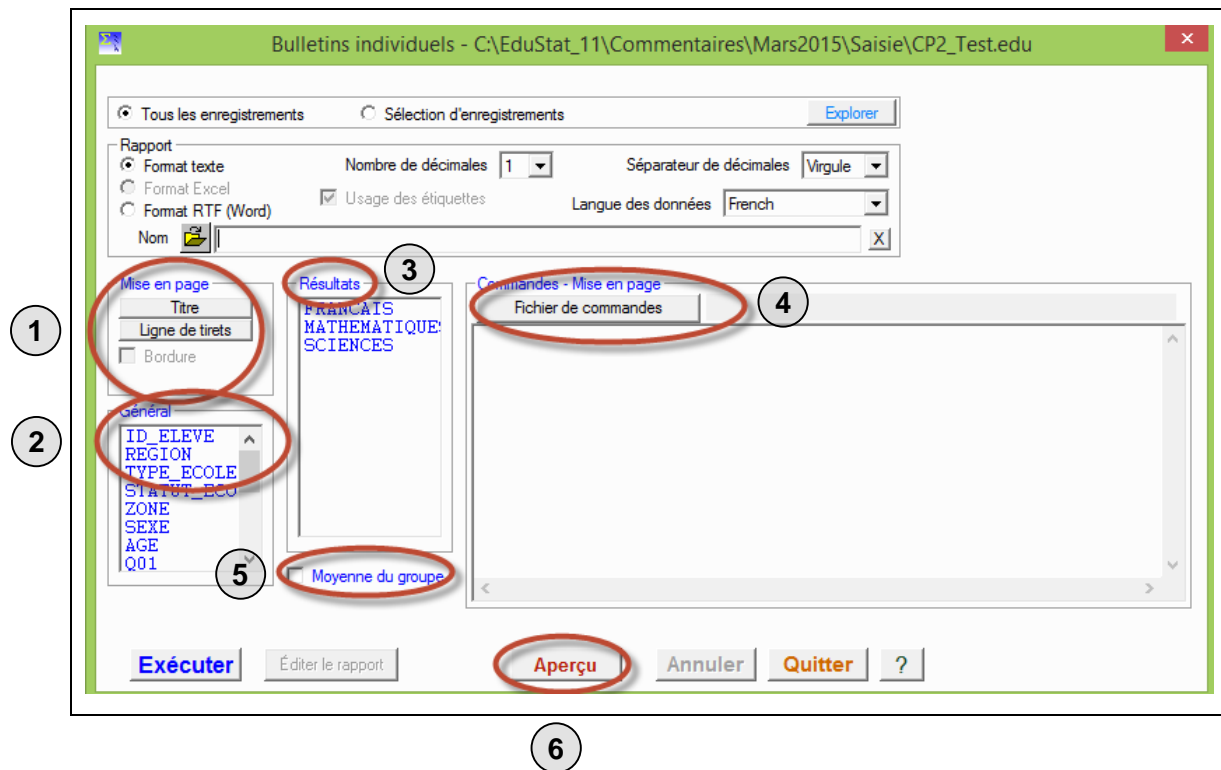 Bulletins individuels - C:\EduStat_11\Commentaires\Mars2015\Saisie\CP2_Test.edu
x
Tous les enregistrements Sélection d'enregistrements Explorer
Rapport
Format texte Nombre de décimales 1 Séparateur de décimales Virgule
Format Excel Usage des étiquettes
Format RTF (Word) Langue des données French
Nom X
Mise en page
Titre
Ligne de tirets
Bordure
1
Résultats
3
FRANCAIS
MATHEMATIQUE
SCIENCES
Commandes - Mise en page
Fichier de commandes
4
Général
2
ID_ELEVE
REGION
TYPE_ECOLE
STATUT_ECO
ZONE
SEXE
AGE
Q01
5
Moyenne du groupe
Exécuter Éditer le rapport Aperçu Annuler Quitter ?
6